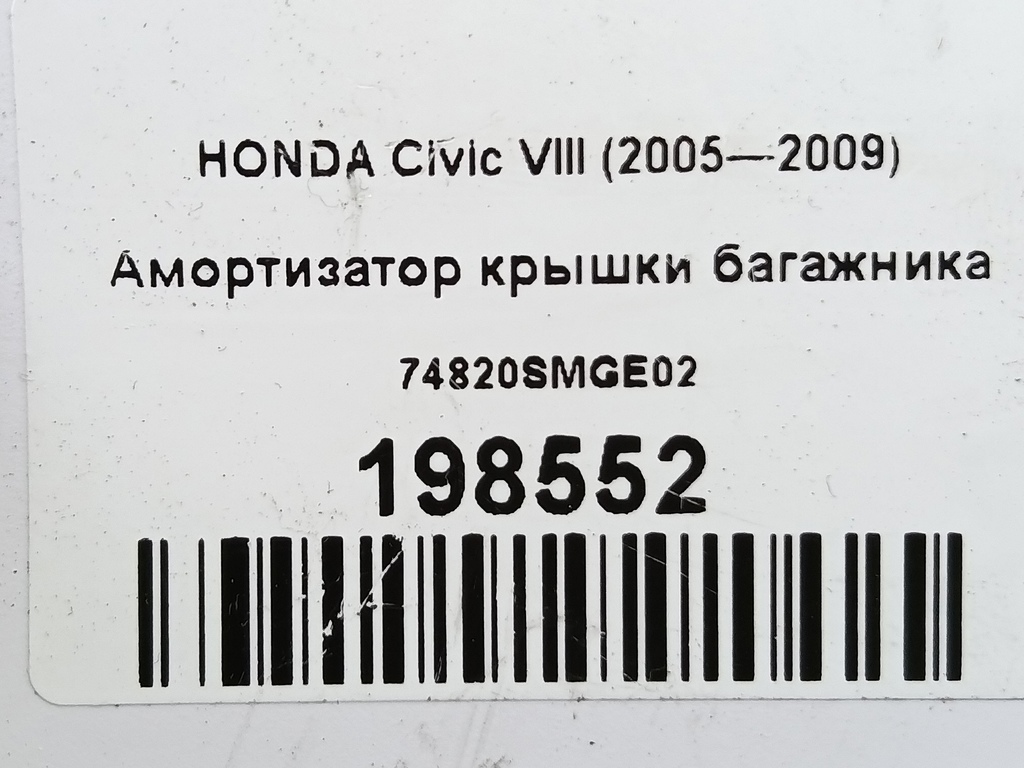 HONDA Civic VIII (2005—2009)
Амортизатор крышки багажника
74820SMGE02
198552